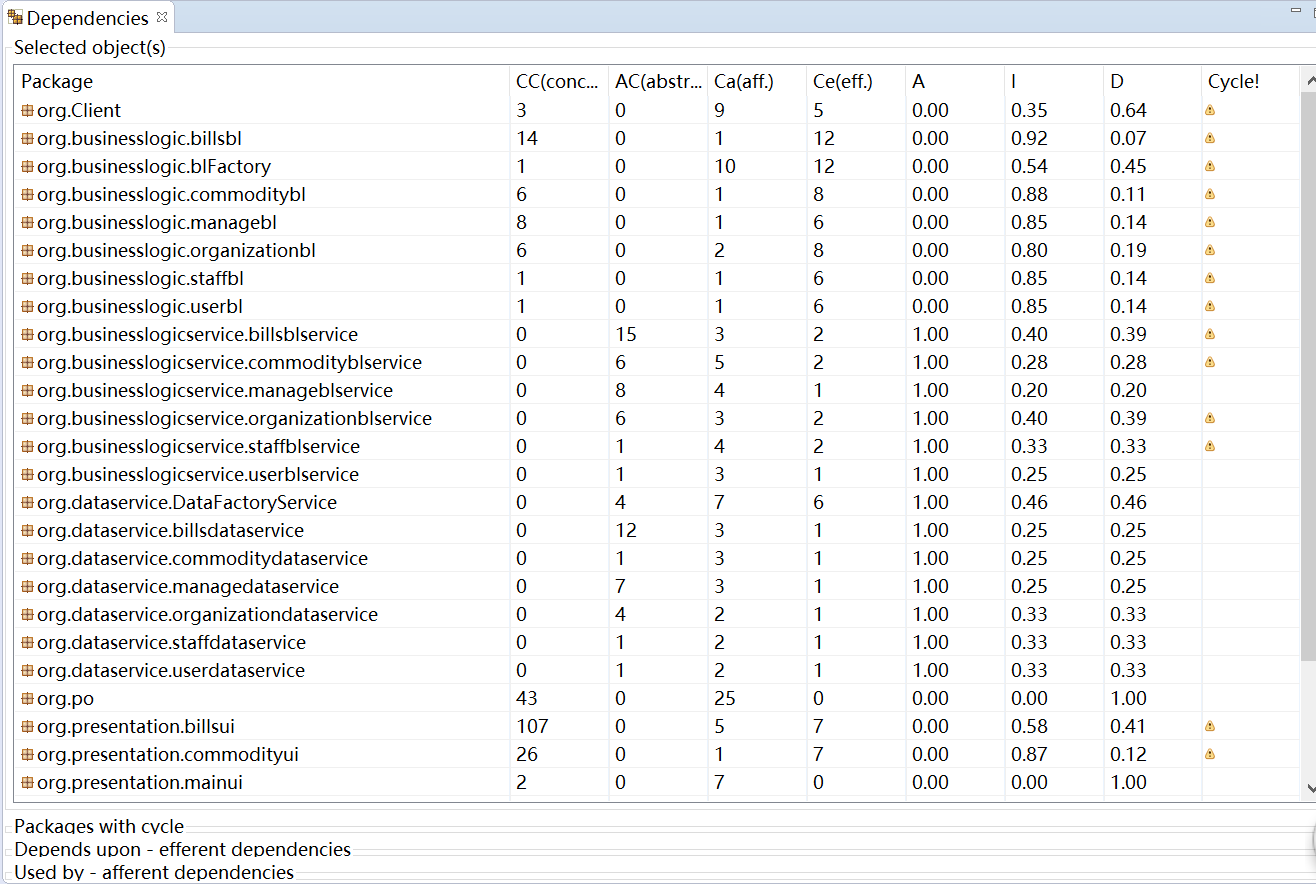 Dependencies
Selected object(s)
Package CC(conc... AC(abstr... Ca(aff.) Ce(eff.) A I D Cycle!
org.Client 3 0 9 5 0.00 0.35 0.64
org.businesslogic.billsbl 14 0 1 12 0.00 0.92 0.07
org.businesslogic.blFactory 1 0 10 12 0.00 0.54 0.45
org.businesslogic.commoditybl 6 0 1 8 0.00 0.88 0.11
org.businesslogic.managebl 8 0 1 6 0.00 0.85 0.14
org.businesslogic.organizationbl 6 0 2 8 0.00 0.80 0.19
org.businesslogic.staffbl 1 0 1 6 0.00 0.85 0.14
org.businesslogic.userbl 1 0 1 6 0.00 0.85 0.14
org.businesslogicservice.billsblservice 0 15 3 2 1.00 0.40 0.39
org.businesslogicservice.commodityblservice 0 6 5 2 1.00 0.28 0.28
org.businesslogicservice.manageblservice 0 8 4 1 1.00 0.20 0.20
org.businesslogicservice.organizationblservice 0 6 3 2 1.00 0.40 0.39
org.businesslogicservice.staffblservice 0 1 4 2 1.00 0.33 0.33
org.businesslogicservice.userblservice 0 1 3 1 1.00 0.25 0.25
org.dataservice.DataFactoryService 0 4 7 6 1.00 0.46 0.46
org.dataservice.billsdataservice 0 12 3 1 1.00 0.25 0.25
org.dataservice.commoditydataservice 0 1 3 1 1.00 0.25 0.25
org.dataservice.managedataservice 0 7 3 1 1.00 0.25 0.25
org.dataservice.organizationdataservice 0 4 2 1 1.00 0.33 0.33
org.dataservice.staffdataservice 0 1 2 1 1.00 0.33 0.33
org.dataservice.userdataservice 0 1 2 1 1.00 0.33 0.33
org.po 43 0 25 0 0.00 0.00 1.00
org.presentation.billsui 107 0 5 7 0.00 0.58 0.41
org.presentation.commodityui 26 0 1 7 0.00 0.87 0.12
org.presentation.mainui 2 0 7 0 0.00 0.00 1.00
Packages with cycle
Depends upon - efferent dependencies
Used by - afferent dependencies